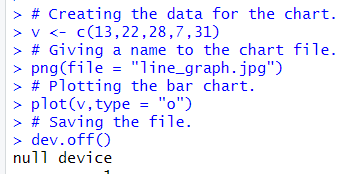 > # Creating the data for the chart.
> v <- c(13,22,28,7,31)
> # Giving a name to the chart file.
> png(file = "line_graph.jpg")
> # Plotting the bar chart.
> plot(v,type = "o")
> # Saving the file.
> dev.off()
null device